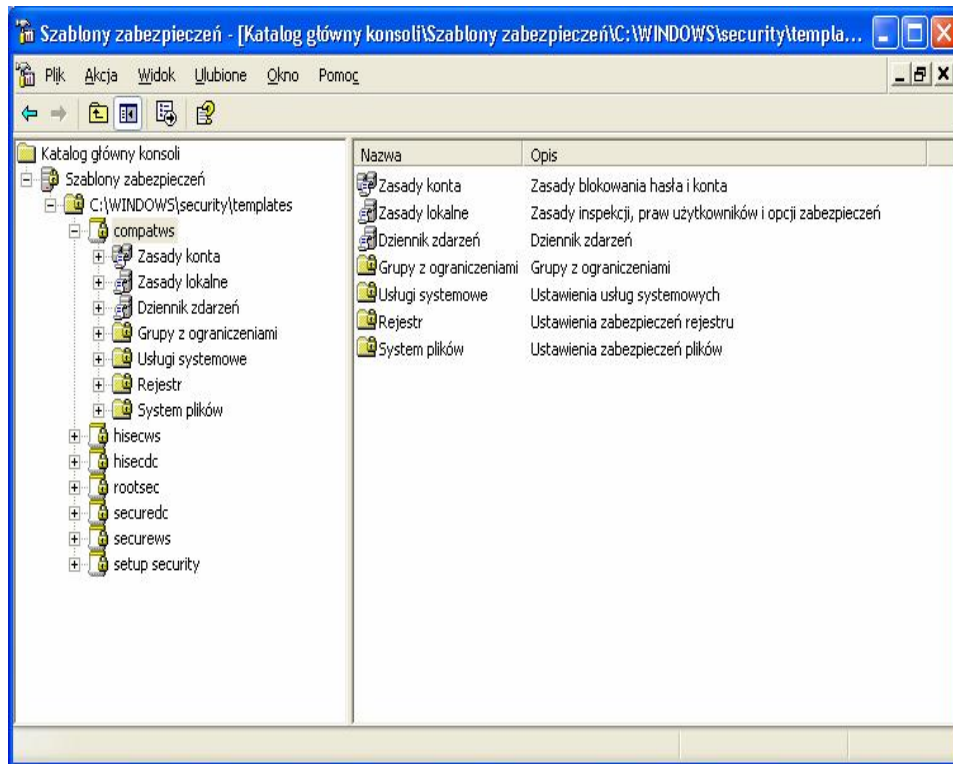 Szablony zabezpieczeń - [Katalog główny konsoli\Szablony zabezpieczeń\C:\WINDOWS\security\templa...
Plik Akcja Widok Ulubione Okno Pomoc
Katalog główny konsoli
Szablony zabezpieczeń
C:\WINDOWS\security\templates
compatws
Zasady konta
Zasady lokalne
Dziennik zdarzeń
Grupy z ograniczeniami
Usługi systemowe
Rejestr
System plików
hisecws
hisecdc
rootsec
securedc
securews
setup security
Nazwa Opis
Zasady konta Zasady blokowania hasła i konta
Zasady lokalne Zasady inspekcji, praw użytkowników i opcji zabezpieczeń
Dziennik zdarzeń Dziennik zdarzeń
Grupy z ograniczeniami Grupy z ograniczeniami
Usługi systemowe Ustawienia usług systemowych
Rejestr Ustawienia zabezpieczeń rejestru
System plików Ustawienia zabezpieczeń plików